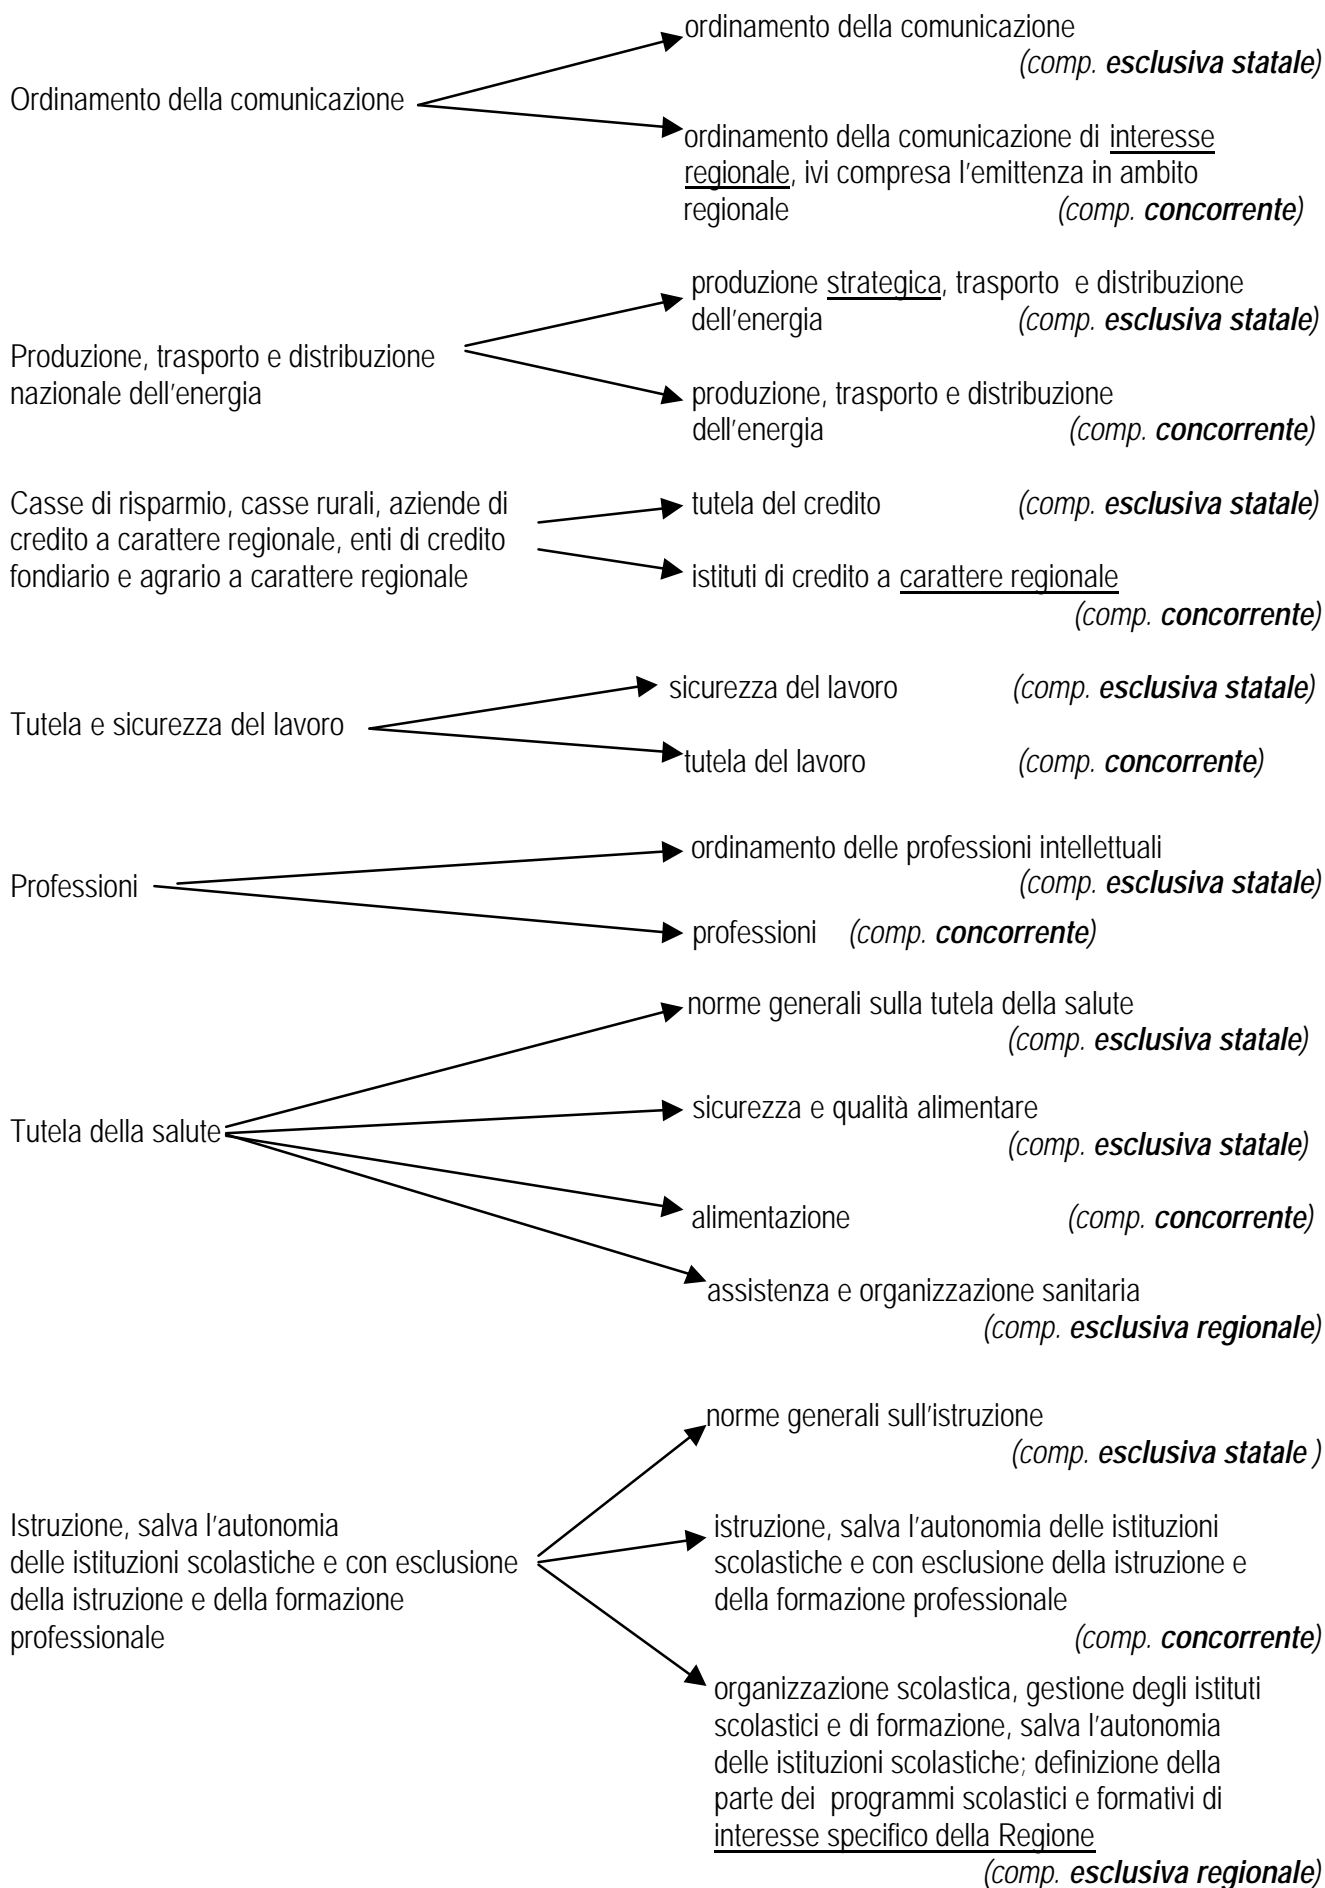 ordinamento della comunicazione
(comp. esclusiva statale)
Ordinamento della comunicazione
ordinamento della comunicazione di interesse
regionale, ivi compresa l'emittenza in ambito
regionale (comp. concorrente)
produzione strategica, trasporto e distribuzione
dell'energia (comp. esclusiva statale)
Produzione, trasporto e distribuzione
nazionale dell'energia
produzione, trasporto e distribuzione
dell'energia (comp. concorrente)
Casse di risparmio, casse rurali, aziende di
credito a carattere regionale, enti di credito
fondiario e agrario a carattere regionale
tutela del credito (comp. esclusiva statale)
istituti di credito a carattere regionale
(comp. concorrente)
Tutela e sicurezza del lavoro
sicurezza del lavoro (comp. esclusiva statale)
tutela del lavoro (comp. concorrente)
Professioni
ordinamento delle professioni intellettuali
(comp. esclusiva statale)
professioni (comp. concorrente)
Tutela della salute
norme generali sulla tutela della salute
(comp. esclusiva statale)
sicurezza e qualità alimentare
(comp. esclusiva statale)
alimentazione (comp. concorrente)
assistenza e organizzazione sanitaria
(comp. esclusiva regionale)
Istruzione, salva l'autonomia
delle istituzioni scolastiche e con esclusione
della istruzione e della formazione
professionale
norme generali sull'istruzione
(comp. esclusiva statale )
istruzione, salva l'autonomia delle istituzioni
scolastiche e con esclusione della istruzione e
della formazione professionale
(comp. concorrente)
organizzazione scolastica, gestione degli istituti
scolastici e di formazione, salva l'autonomia
delle istituzioni scolastiche; definizione della
parte dei programmi scolastici e formativi di
interesse specifico della Regione
(comp. esclusiva regionale)